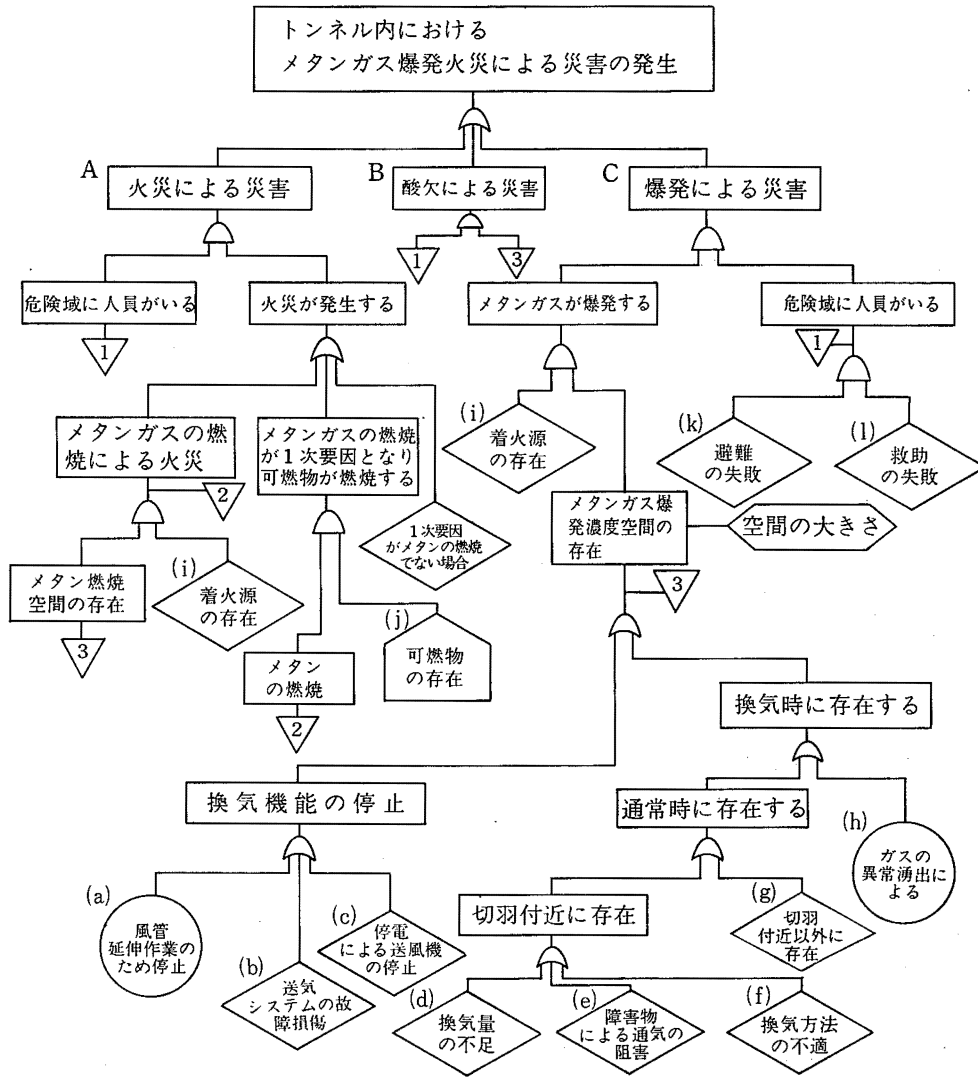 トンネル内における
メタンガス爆発火災による災害の発生
A
火災による災害
B
酸欠による災害
C
爆発による災害
1
3
危険域に人員がいる
火災が発生する
メタンガスが爆発する
危険域に人員がいる
1
1
メタンガスの燃
焼による火災
メタンガスの燃焼
が1次要因となり
可燃物が燃焼する
(i)
着火源
の存在
(k)
避難
の失敗
(l)
救助
の失敗
2
1次要因
がメタンの燃焼
でない場合
メタンガス爆
発濃度空間の
存在
空間の大きさ
メタン燃焼
空間の存在
(i)
着火源
の存在
3
3
(j)
可燃物
の存在
メタン
の燃焼
2
換気時に存在する
換気機能の停止
通常時に存在する
(h)
ガスの
異常湧出に
よる
(a)
風管
延伸作業の
ため停止
(b)
送気
システムの故
障損傷
(c)
停電
による送風機
の停止
切羽付近に存在
(g)
切羽
付近以外に
存在
(d)
換気量
の不足
(e)
障害物
による通気の
阻害
(f)
換気方法
の不適